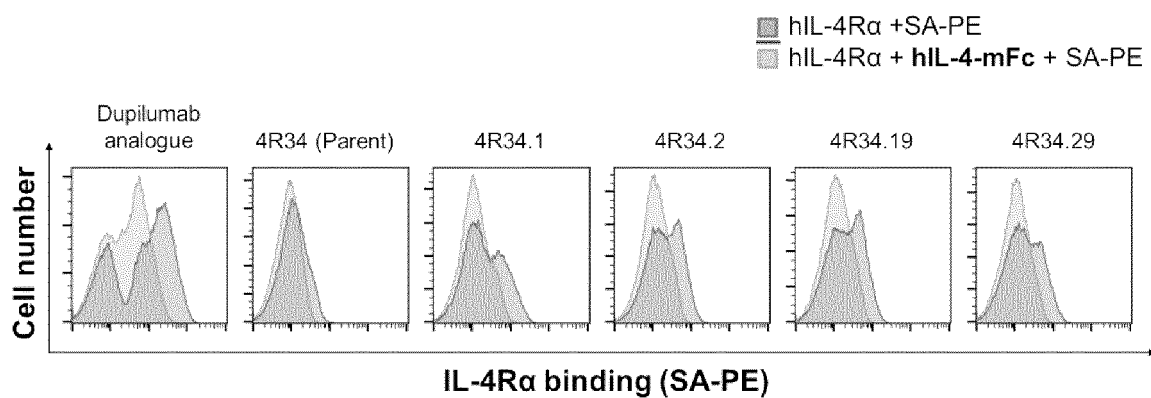 hIL-4Rα +SA-PE
hIL-4Rα + hIL-4-mFc + SA-PE
Dupilumab
analogue
4R34 (Parent)
4R34.1
4R34.2
4R34.19
4R34.29
Cell number
IL-4Rα binding (SA-PE)